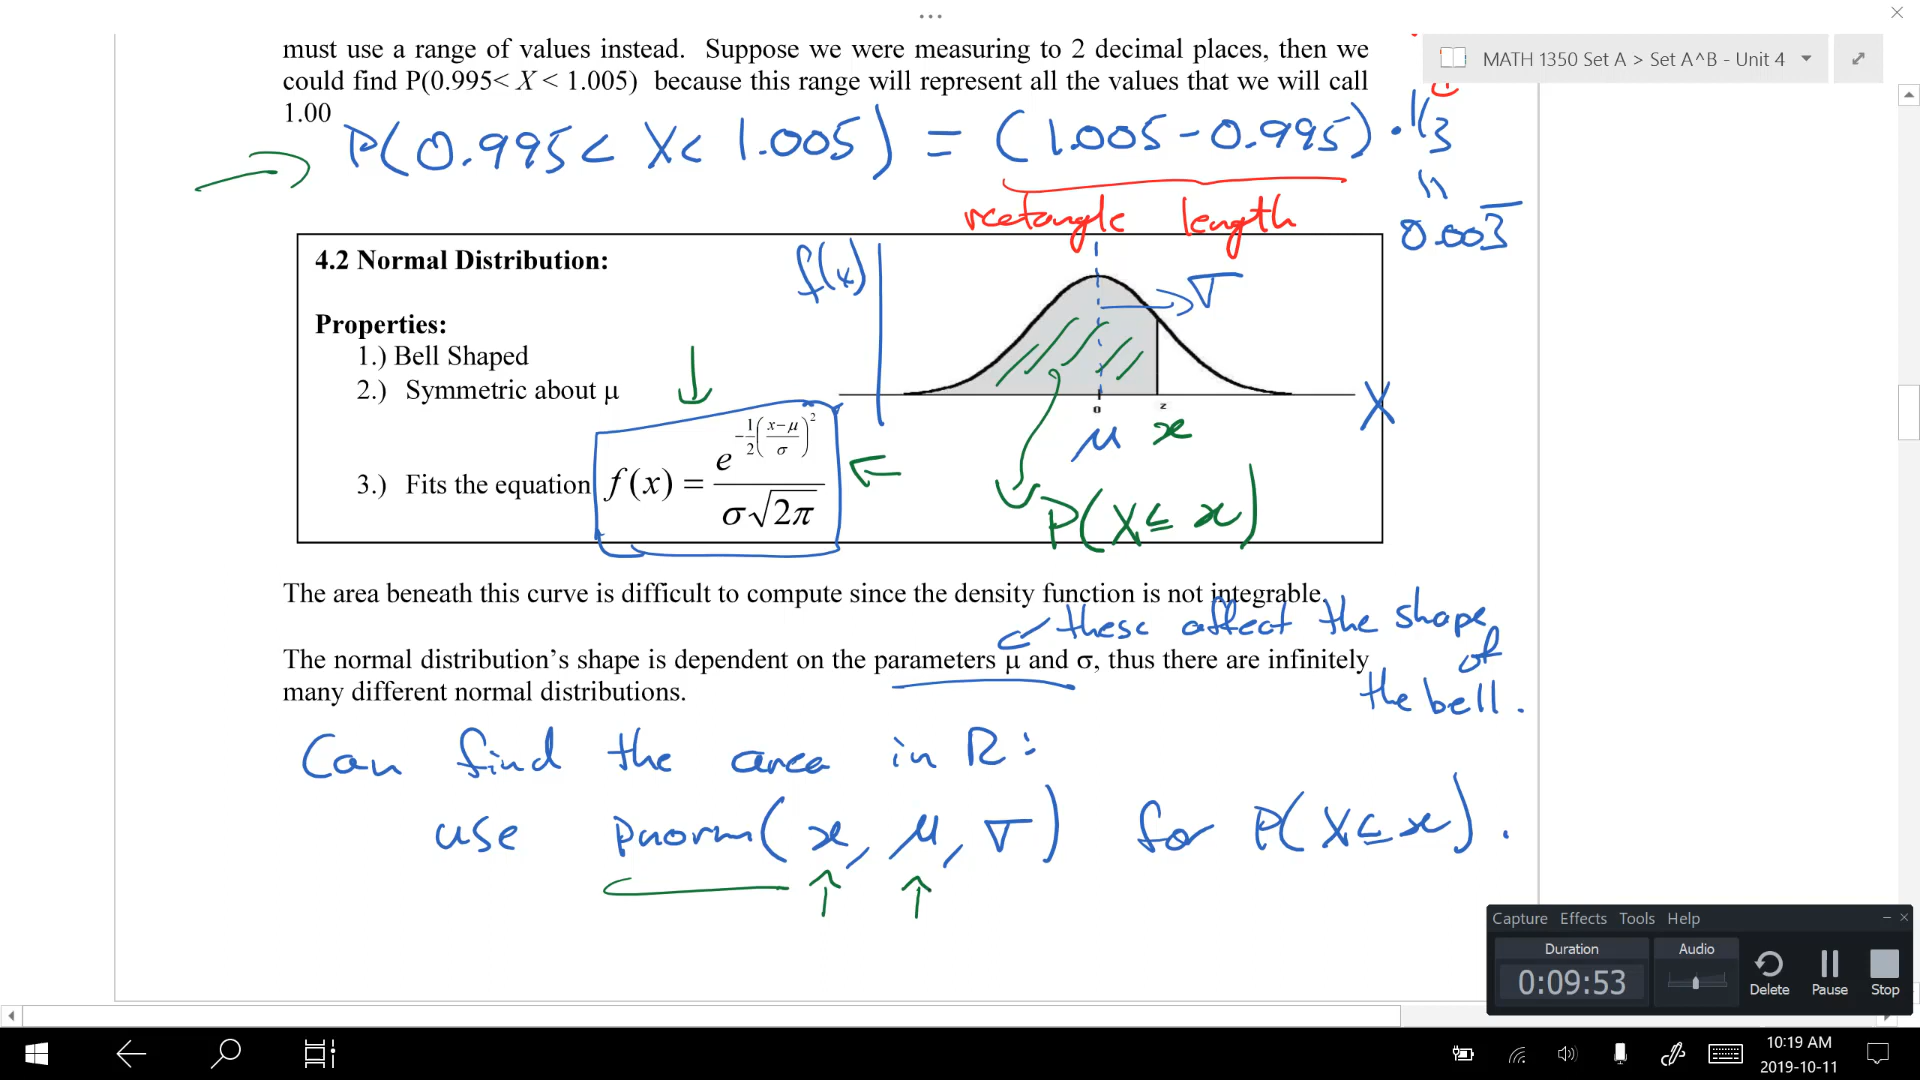 must use a range of values instead.  Suppose we were measuring to 2 decimal places, then we
MATH 1350 Set A > Set A^B - Unit 4
could find P(0.995< X < 1.005)  because this range will represent all the values that we will call
1.00
P(0.995 < X < 1.005) = (1.005 - 0.995) · 1/3
=
0.003̅
rectangle length
4.2 Normal Distribution:
f(x)
σ
Properties:
1.) Bell Shaped
2.) Symmetric about μ
0 z
μ x
X
3.) Fits the equation f(x) = e^{-1/2((x-μ)/σ)^2} / σ√2π
P(X ≤ x)
The area beneath this curve is difficult to compute since the density function is not integrable.
these affect the shape
of
the bell.
The normal distribution's shape is dependent on the parameters μ and σ, thus there are infinitely
many different normal distributions.
Can find the area in R:
use pnorm(x, μ, σ) for P(X ≤ x).
Capture Effects Tools Help
Duration Audio
0:09:53
Delete Pause Stop
10:19 AM
2019-10-11